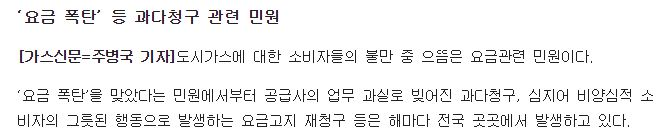 ‘요금 폭탄’ 등 과다청구 관련 민원
[가스신문=주병국 기자]도시가스에 대한 소비자들의 불만 중 으뜸은 요금관련 민원이다.
‘요금 폭탄’을 맞았다는 민원에서부터 공급사의 업무 과실로 빚어진 과다청구, 심지어 비양심적 소
비자의 그릇된 행동으로 발생하는 요금고지 재청구 등은 해마다 전국 곳곳에서 발생하고 있다.